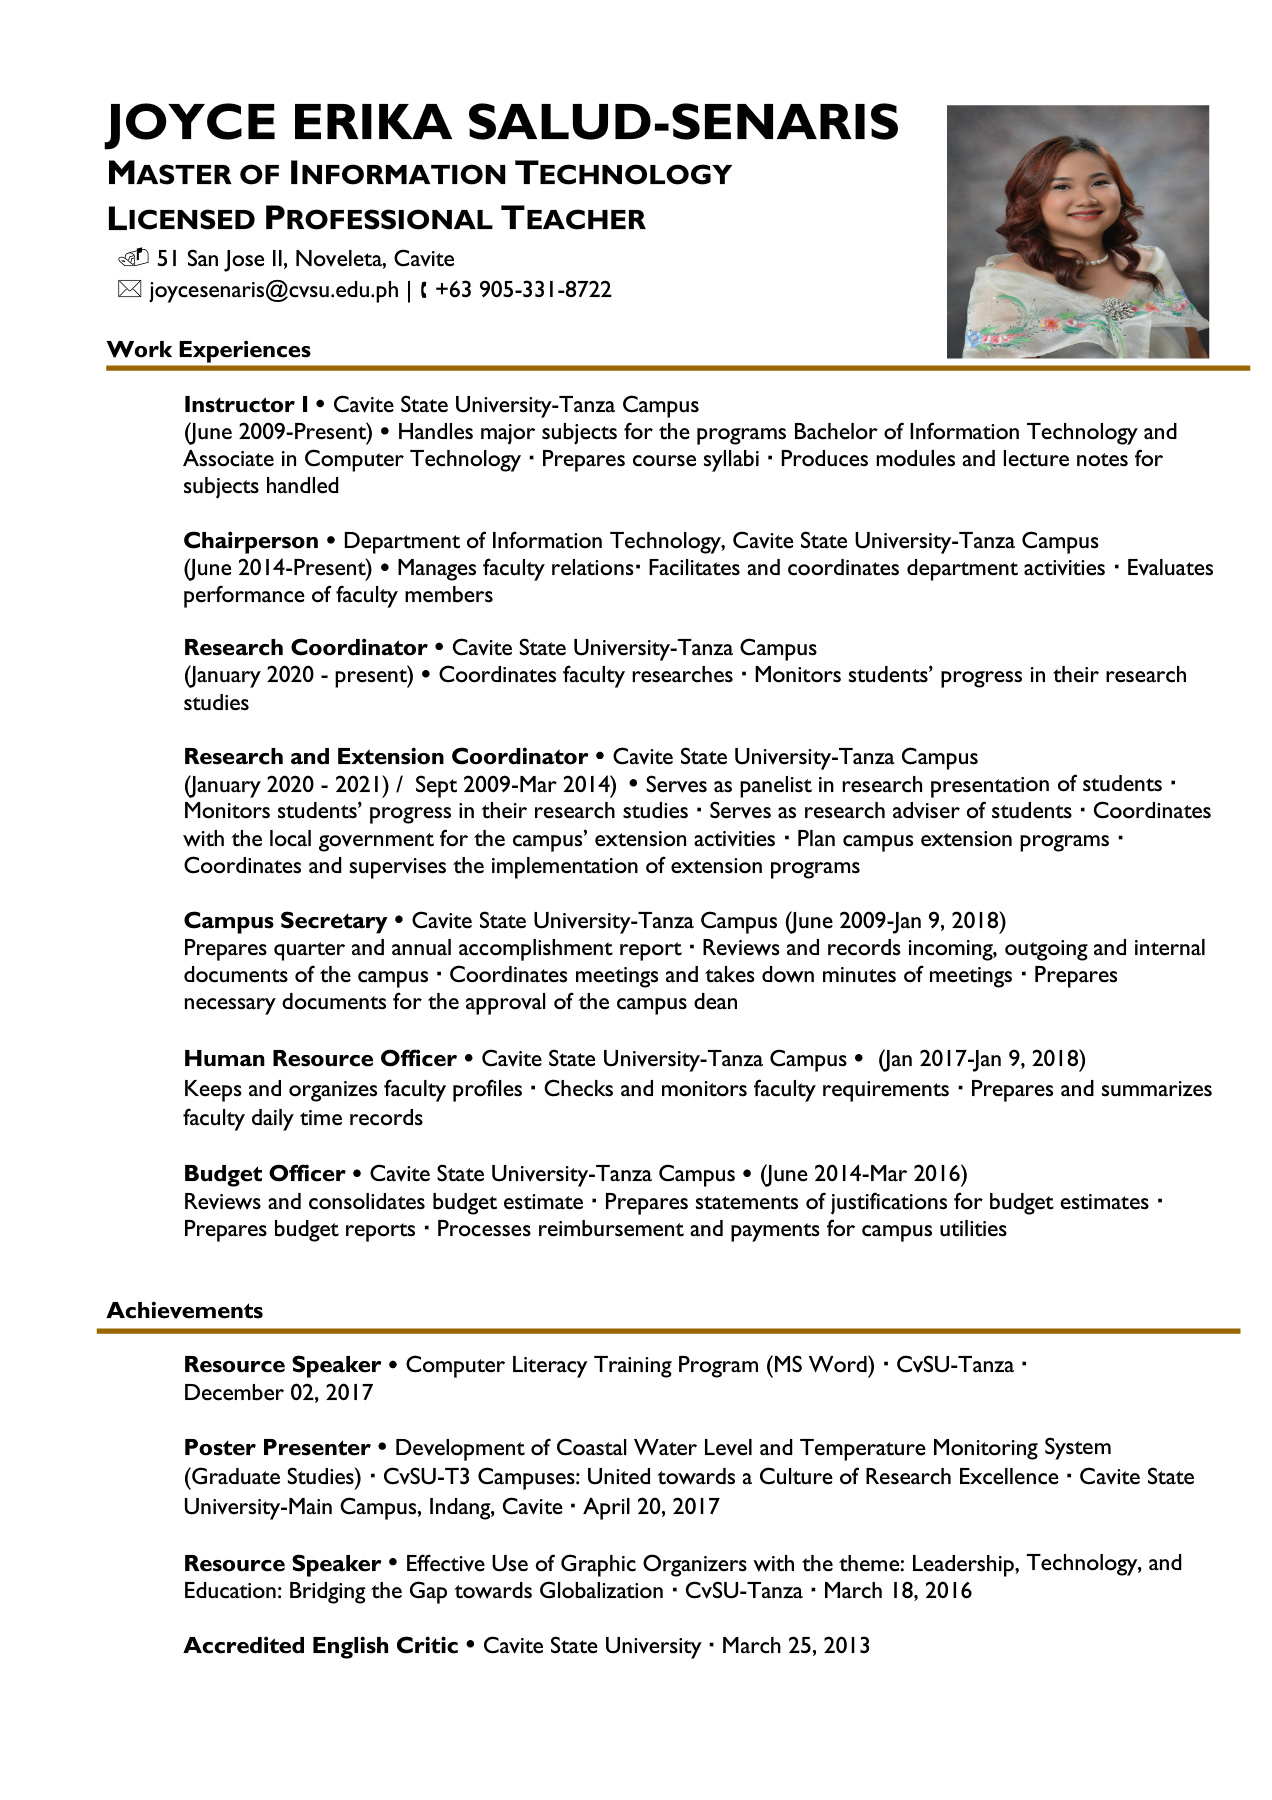 JOYCE ERIKA SALUD-SENARIS
MASTER OF INFORMATION TECHNOLOGY
LICENSED PROFESSIONAL TEACHER
51 San Jose II, Noveleta, Cavite
joycesenaris@cvsu.edu.ph | +63 905-331-8722
Work Experiences
Instructor I • Cavite State University-Tanza Campus
(June 2009-Present) • Handles major subjects for the programs Bachelor of Information Technology and
Associate in Computer Technology · Prepares course syllabi · Produces modules and lecture notes for
subjects handled
Chairperson • Department of Information Technology, Cavite State University-Tanza Campus
(June 2014-Present) • Manages faculty relations· Facilitates and coordinates department activities · Evaluates
performance of faculty members
Research Coordinator • Cavite State University-Tanza Campus
(January 2020 - present) • Coordinates faculty researches · Monitors students’ progress in their research
studies
Research and Extension Coordinator • Cavite State University-Tanza Campus
(January 2020 - 2021) / Sept 2009-Mar 2014) • Serves as panelist in research presentation of students ·
Monitors students’ progress in their research studies · Serves as research adviser of students · Coordinates
with the local government for the campus’ extension activities · Plan campus extension programs ·
Coordinates and supervises the implementation of extension programs
Campus Secretary • Cavite State University-Tanza Campus (June 2009-Jan 9, 2018)
Prepares quarter and annual accomplishment report · Reviews and records incoming, outgoing and internal
documents of the campus · Coordinates meetings and takes down minutes of meetings · Prepares
necessary documents for the approval of the campus dean
Human Resource Officer • Cavite State University-Tanza Campus • (Jan 2017-Jan 9, 2018)
Keeps and organizes faculty profiles · Checks and monitors faculty requirements · Prepares and summarizes
faculty daily time records
Budget Officer • Cavite State University-Tanza Campus • (June 2014-Mar 2016)
Reviews and consolidates budget estimate · Prepares statements of justifications for budget estimates ·
Prepares budget reports · Processes reimbursement and payments for campus utilities
Achievements
Resource Speaker • Computer Literacy Training Program (MS Word) · CvSU-Tanza ·
December 02, 2017
Poster Presenter • Development of Coastal Water Level and Temperature Monitoring System
(Graduate Studies) · CvSU-T3 Campuses: United towards a Culture of Research Excellence · Cavite State
University-Main Campus, Indang, Cavite · April 20, 2017
Resource Speaker • Effective Use of Graphic Organizers with the theme: Leadership, Technology, and
Education: Bridging the Gap towards Globalization · CvSU-Tanza · March 18, 2016
Accredited English Critic • Cavite State University · March 25, 2013